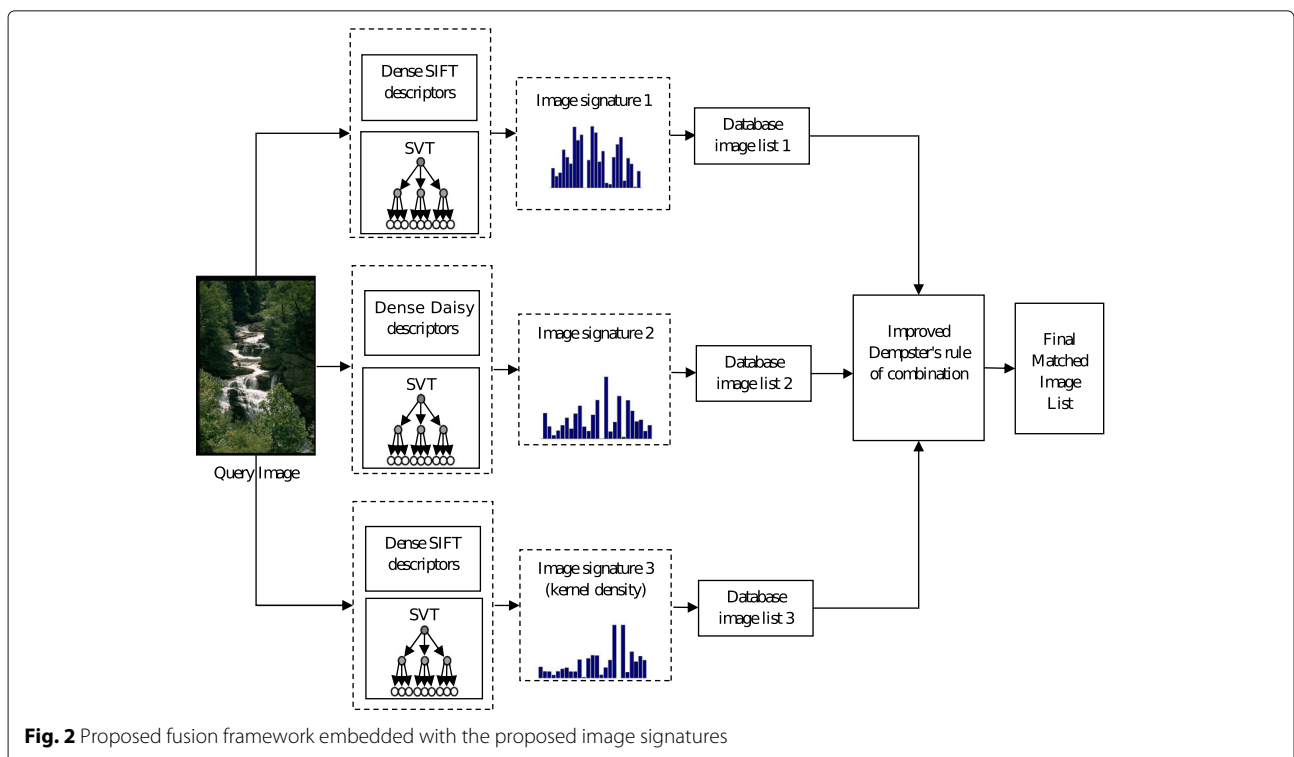 Dense SIFT
descriptors
SVT
Image signature 1
Database
image list 1
Dense Daisy
descriptors
SVT
Image signature 2
Database
image list 2
Query Image
Dense SIFT
descriptors
SVT
Image signature 3
(kernel density)
Database
image list 3
Improved
Dempster's rule
of combination
Final
Matched
Image
List
Fig. 2 Proposed fusion framework embedded with the proposed image signatures